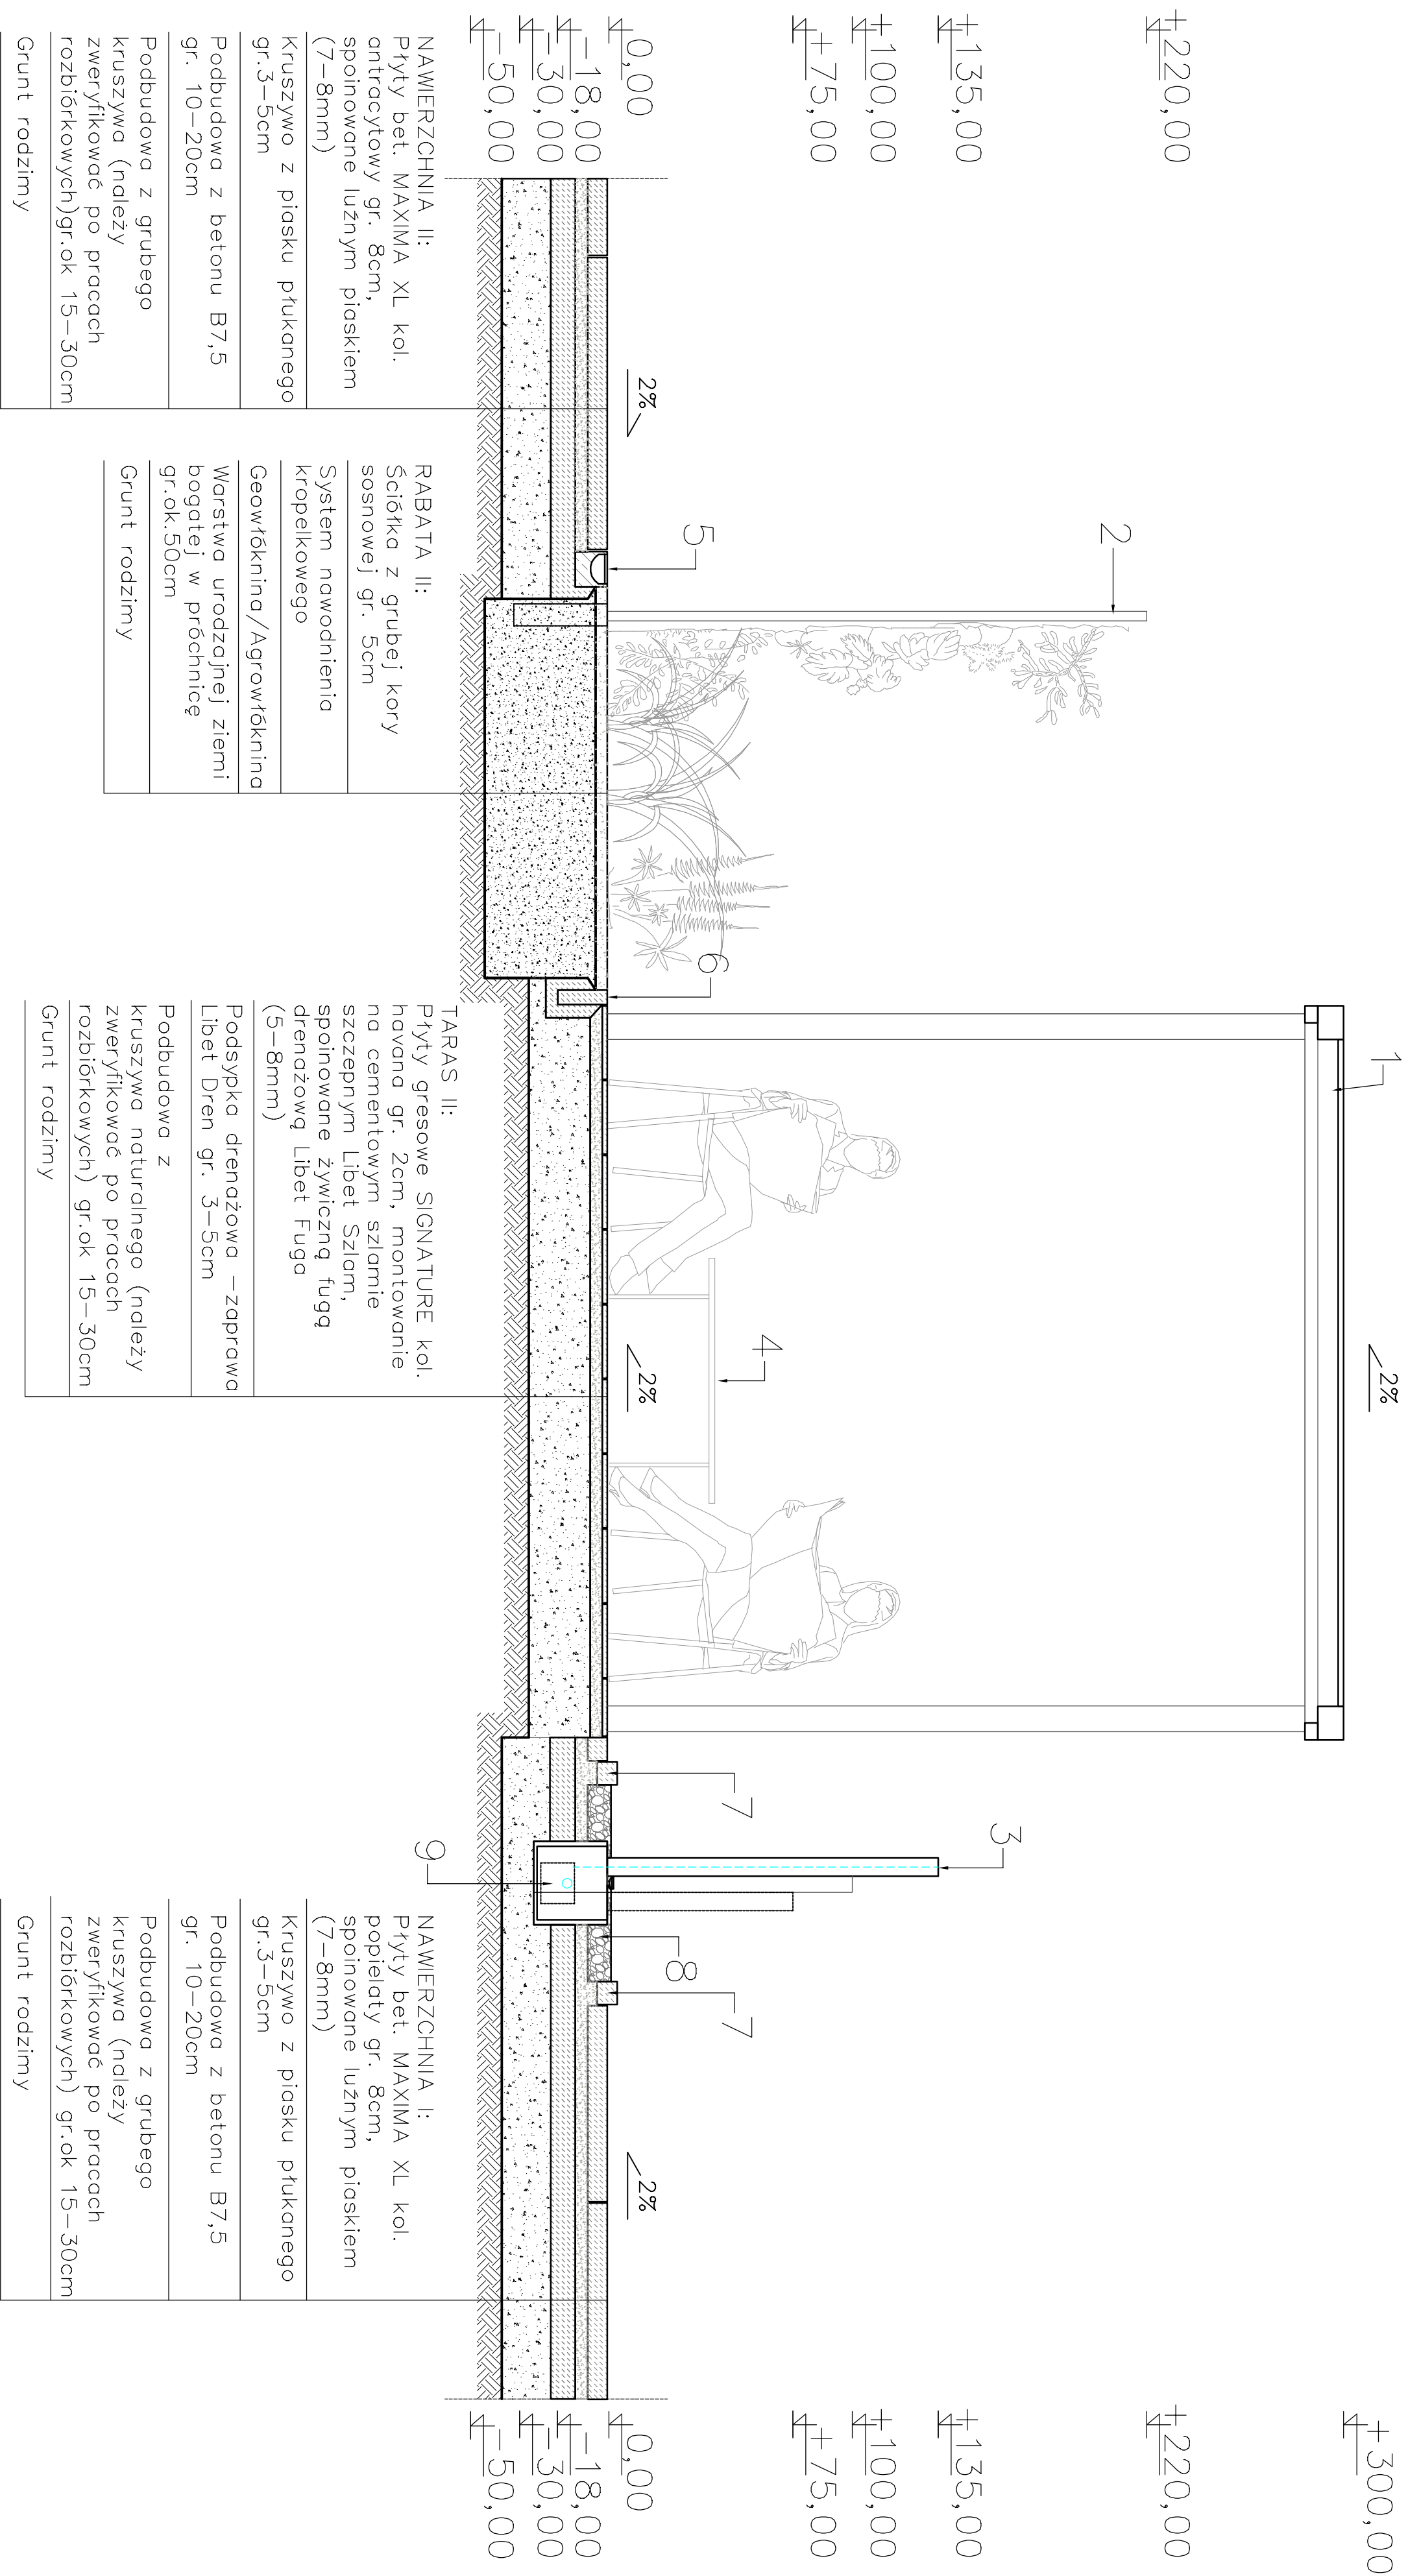 +300,00
+220,00
+220,00
+135,00
+135,00
+100,00
+100,00
+75,00
+75,00
0,00
0,00
-18,00
-18,00
-30,00
-30,00
-50,00
-50,00
2%
1
2
3
4
5
6
7
7
8
9
2%
2%
2%
NAWIERZCHNIA II:
Płyty bet. MAXIMA XL kol.
antracytowy gr. 8cm,
spoinowane luźnym piaskiem
(7-8mm)
Kruszywo z piasku płukanego
gr.3-5cm
Podbudowa z betonu B7,5
gr. 10-20cm
Podbudowa z grubego
kruszywa (należy
zweryfikować po pracach
rozbiórkowych)gr.ok 15-30cm
Grunt rodzimy
RABATA II:
Ściółka z grubej kory
sosnowej gr. 5cm
System nawodnienia
kropelkowego
Geowłóknina/Agrowłóknina
Warstwa urodzajnej ziemi
bogatej w próchnicę
gr.ok.50cm
Grunt rodzimy
TARAS II:
Płyty gresowe SIGNATURE kol.
havana gr. 2cm, montowanie
na cementowym szlamie
szczepnym Libet Szlam,
spoinowane żywiczną fugą
drenażową Libet Fuga
(5-8mm)
Podsypka drenażowa -zaprawa
Libet Dren gr. 3-5cm
Podbudowa z
kruszywa naturalnego (należy
zweryfikować po pracach
rozbiórkowych) gr.ok 15-30cm
Grunt rodzimy
NAWIERZCHNIA I:
Płyty bet. MAXIMA XL kol.
popielaty gr. 8cm,
spoinowane luźnym piaskiem
(7-8mm)
Kruszywo z piasku płukanego
gr.3-5cm
Podbudowa z betonu B7,5
gr. 10-20cm
Podbudowa z grubego
kruszywa (należy
zweryfikować po pracach
rozbiórkowych) gr.ok 15-30cm
Grunt rodzimy